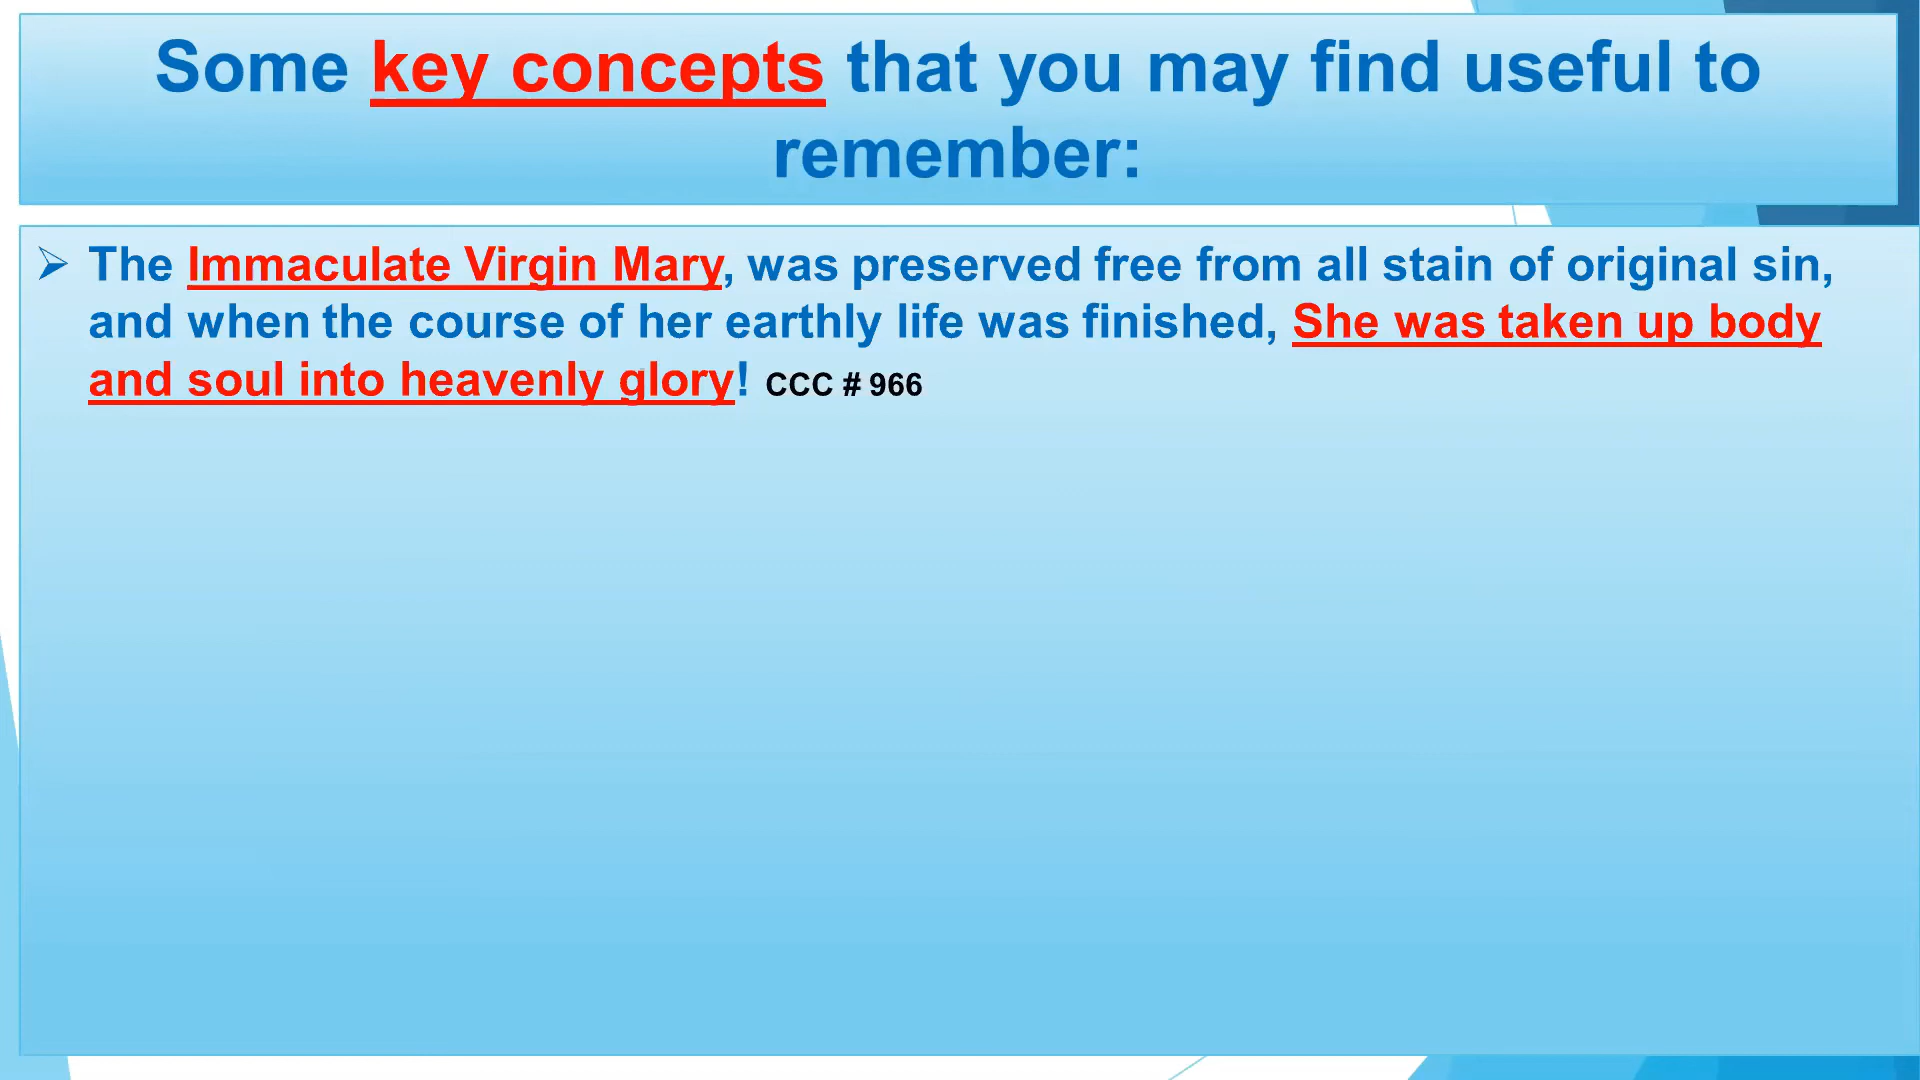 Some key concepts that you may find useful to
remember:
The Immaculate Virgin Mary, was preserved free from all stain of original sin,
and when the course of her earthly life was finished, She was taken up body
and soul into heavenly glory! CCC # 966